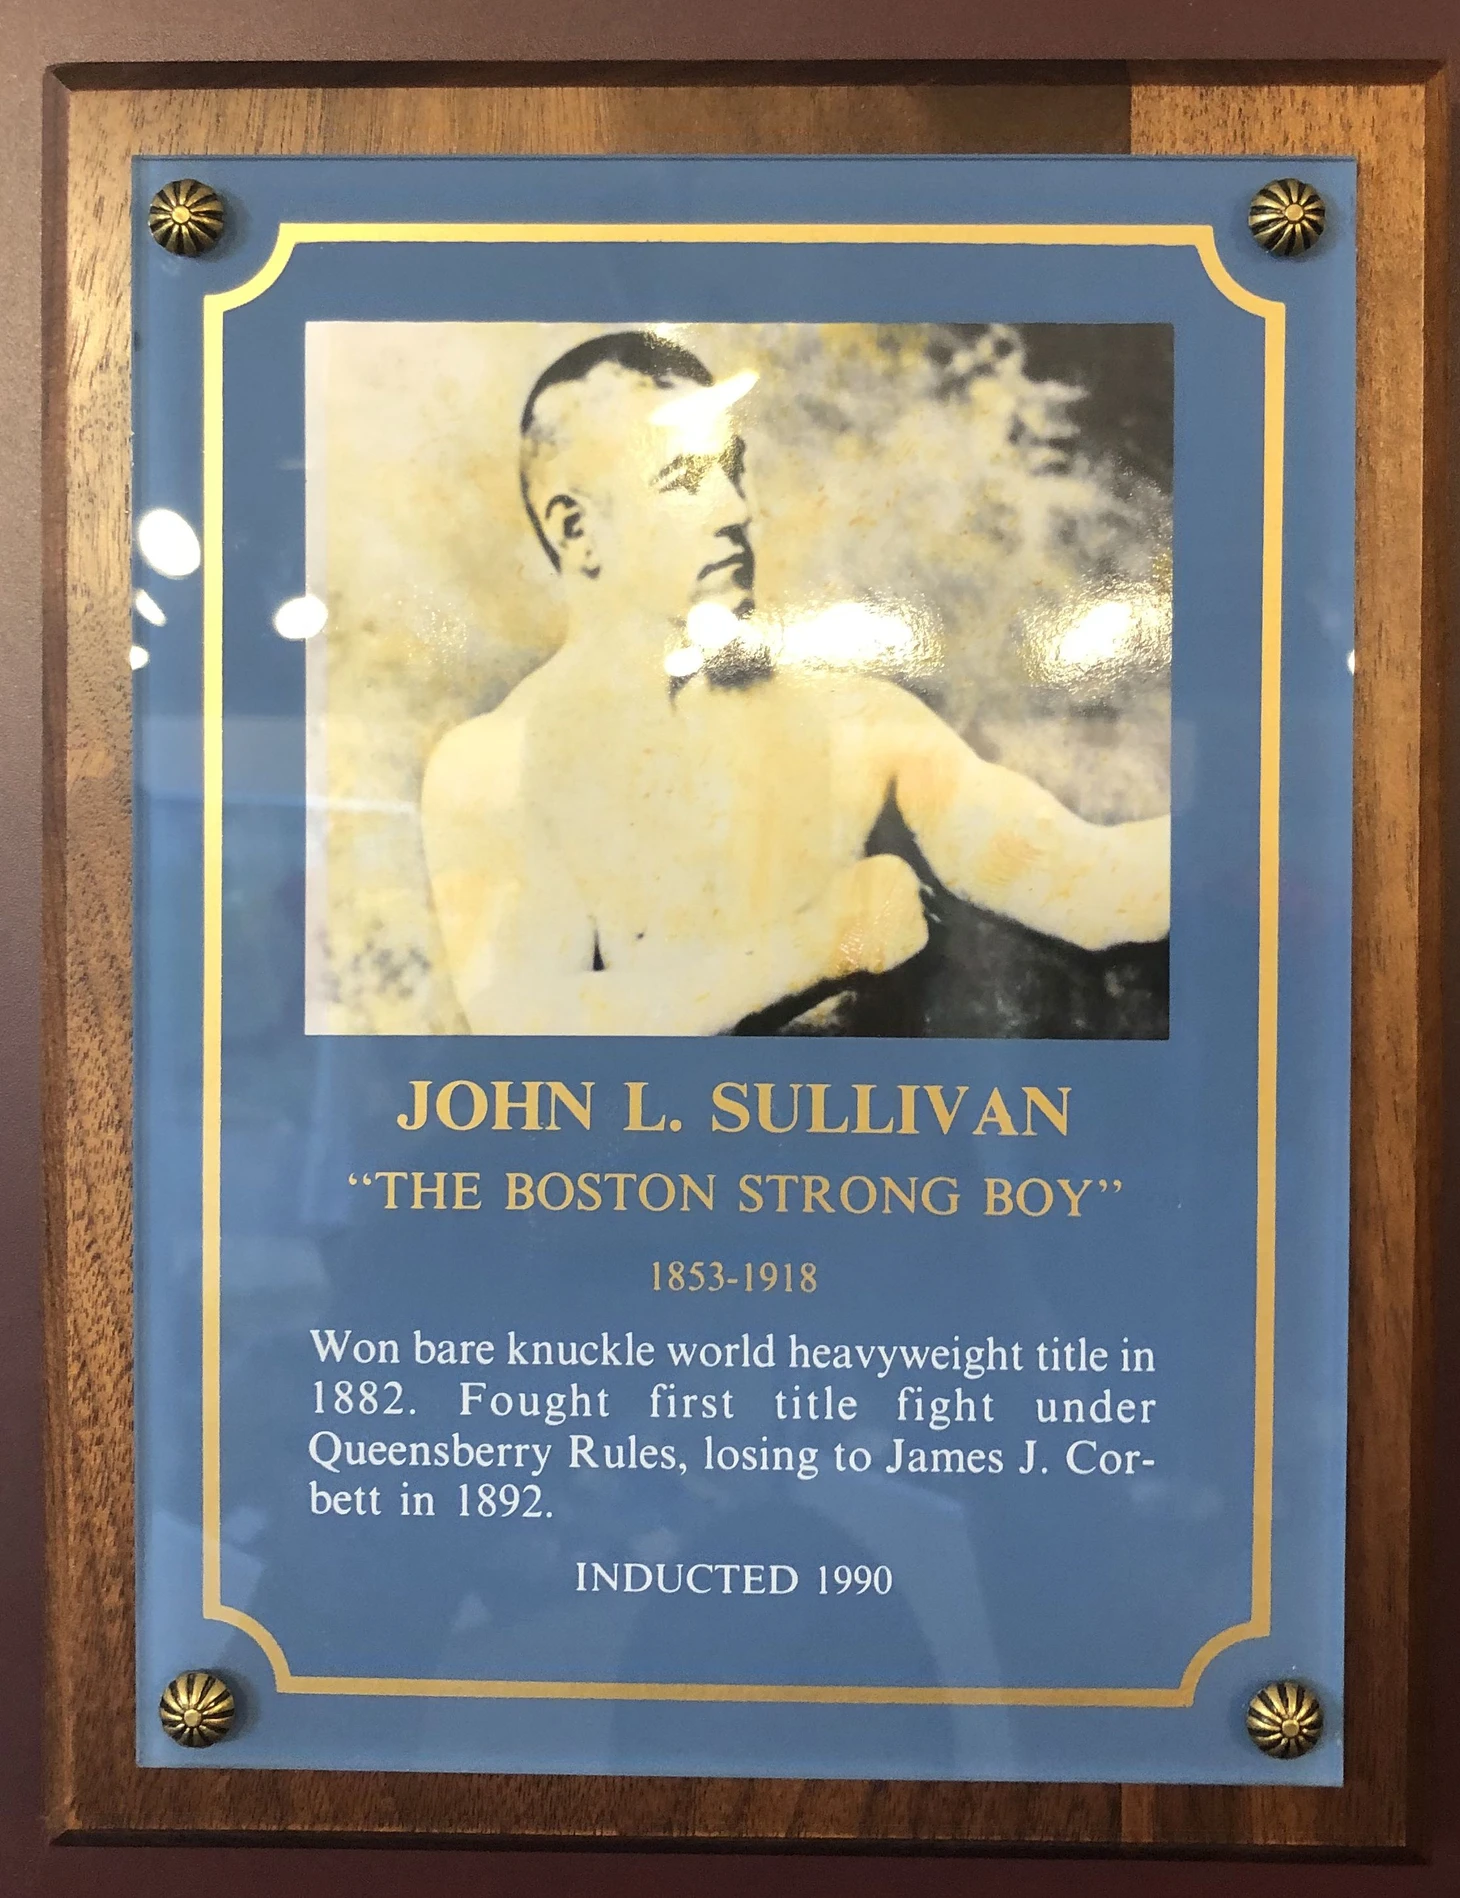 JOHN L. SULLIVAN
“THE BOSTON STRONG BOY”
1853-1918
Won bare knuckle world heavyweight title in
1882. Fought first title fight under
Queensberry Rules, losing to James J. Cor-
bett in 1892.
INDUCTED 1990